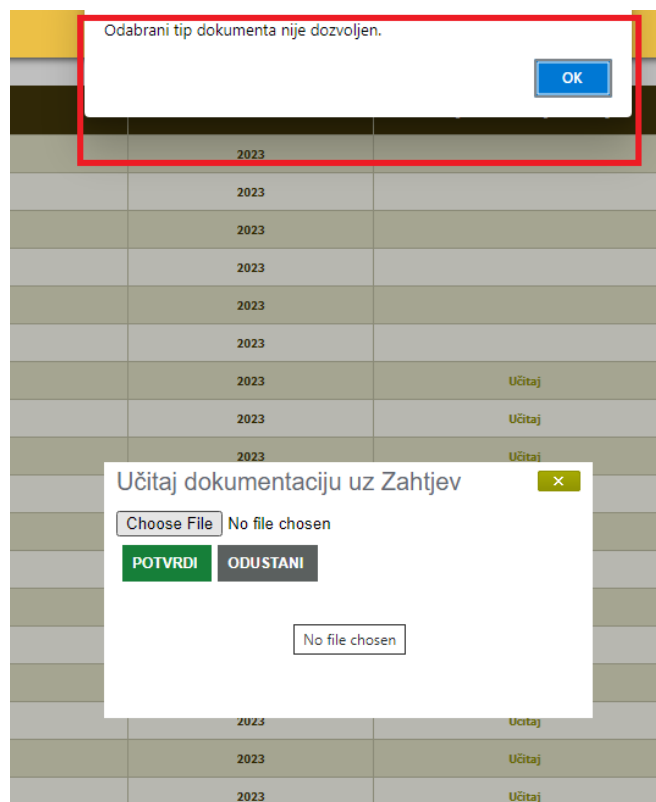 Odabrani tip dokumenta nije dozvoljen.
OK
2023
2023
2023
2023
2023
2023
2023 Učitaj
2023 Učitaj
2023 Učitaj
Učitaj dokumentaciju uz Zahtjev ×
Choose File No file chosen
POTVRDI ODUSTANI
No file chosen
2023 Učitaj
2023 Učitaj
2023 Učitaj